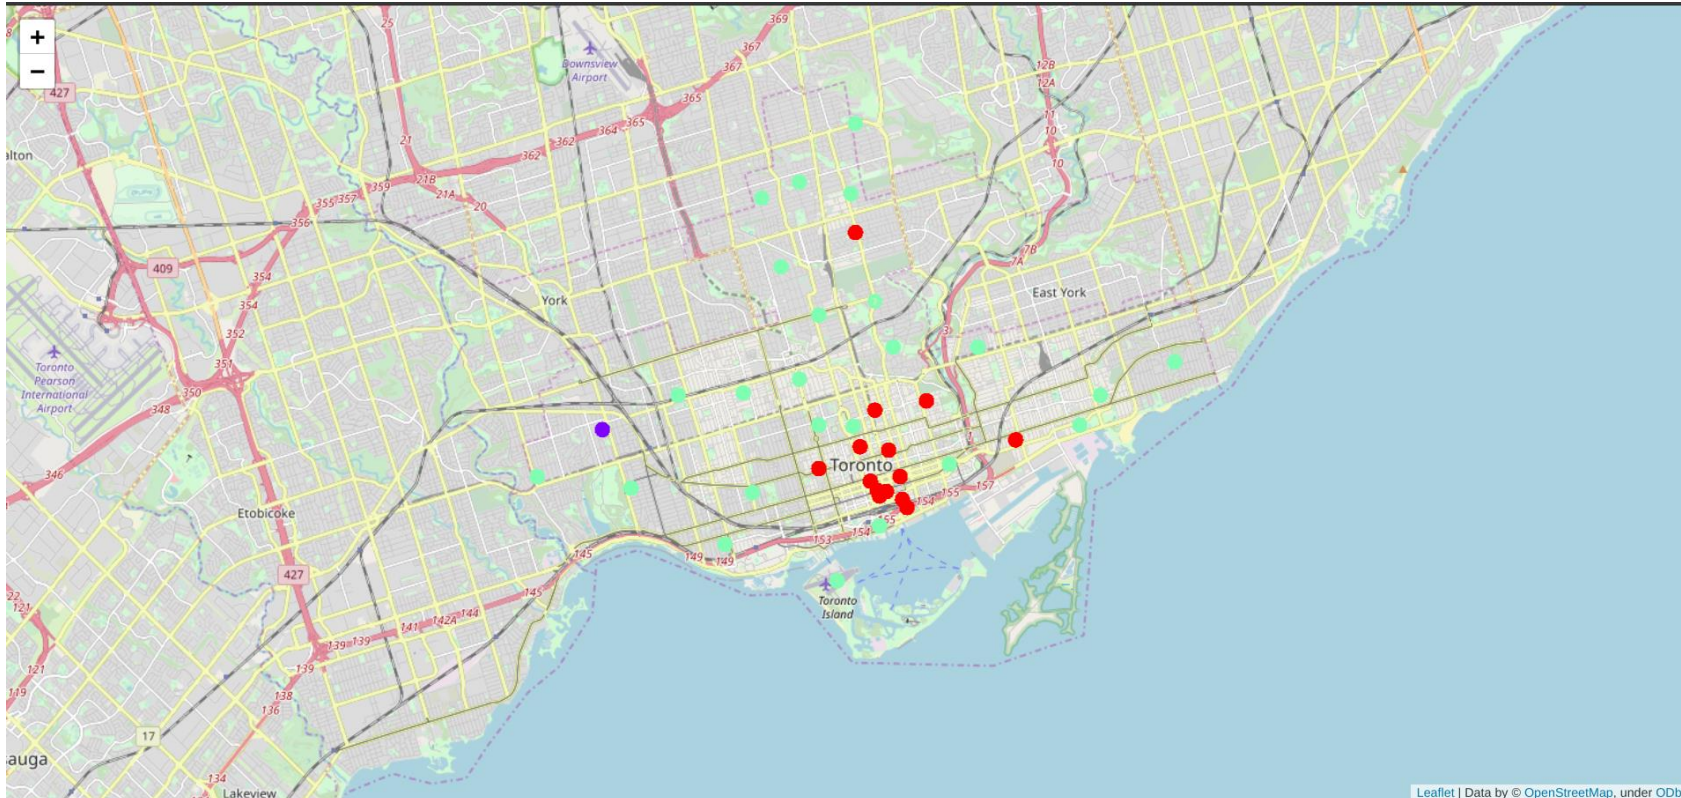 +
−
427
25
369
367
367
365
365
364
362
362
Downsview
Airport
12B
12A
11
10
10
21
21B
21A
20
359
357
355
356
alton
409
354
354
352
351
350
348
346
York
East York
7B
7A
3
Toronto
Pearson
International
Airport
Toronto
Etobicoke
427
157
155
154
155
154
153
149
149
145
145
144
142A
141
139
139
139
138
136
134
Toronto
Island
22
121
121
119
17
auga
Lakeview
Leaflet | Data by © OpenStreetMap, under ODb